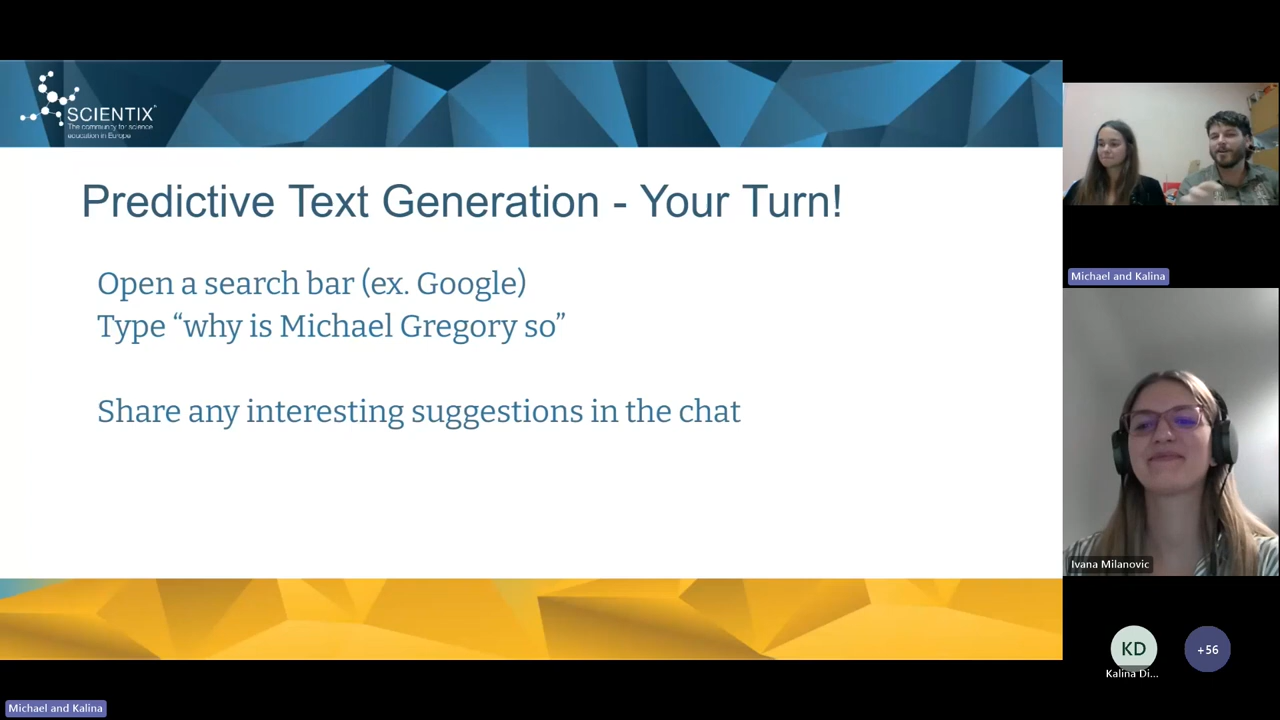 SCIENTIX
The community for science
education in Europe
Predictive Text Generation - Your Turn!
Open a search bar (ex. Google)
Type “why is Michael Gregory so”
Share any interesting suggestions in the chat
Michael and Kalina
Ivana Milanovic
KD
Kalina Di...
+56
Michael and Kalina